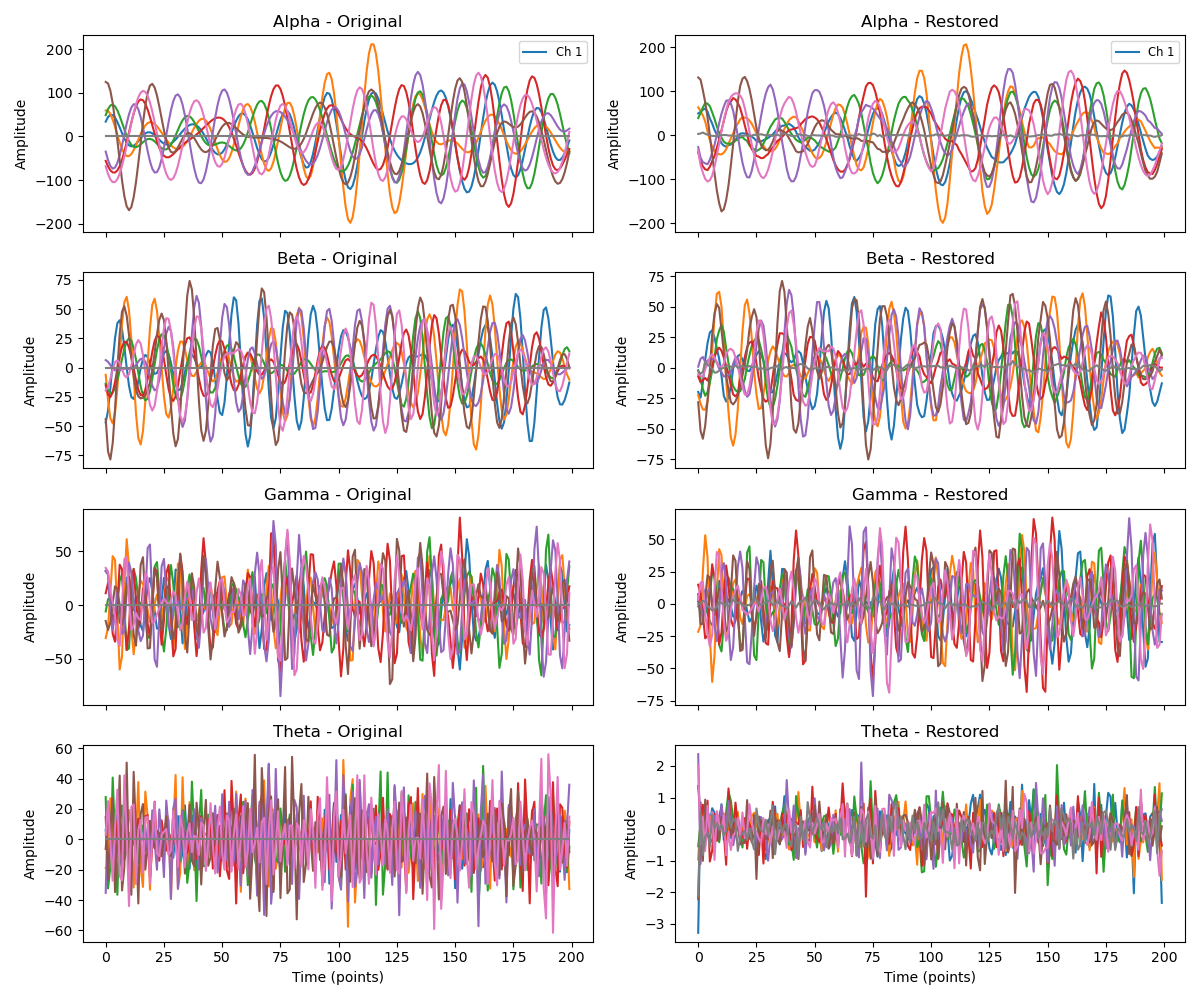 Alpha - Original
Alpha - Restored
Amplitude
200
100
0
−100
−200
Ch 1
Amplitude
200
100
0
−100
−200
Ch 1
Beta - Original
Beta - Restored
Amplitude
75
50
25
0
−25
−50
−75
Amplitude
75
50
25
0
−25
−50
−75
Gamma - Original
Gamma - Restored
Amplitude
50
0
−50
Amplitude
50
25
0
−25
−50
−75
Theta - Original
Theta - Restored
Amplitude
60
40
20
0
−20
−40
−60
Amplitude
2
1
0
−1
−2
−3
0 25 50 75 100 125 150 175 200
0 25 50 75 100 125 150 175 200
Time (points)
Time (points)